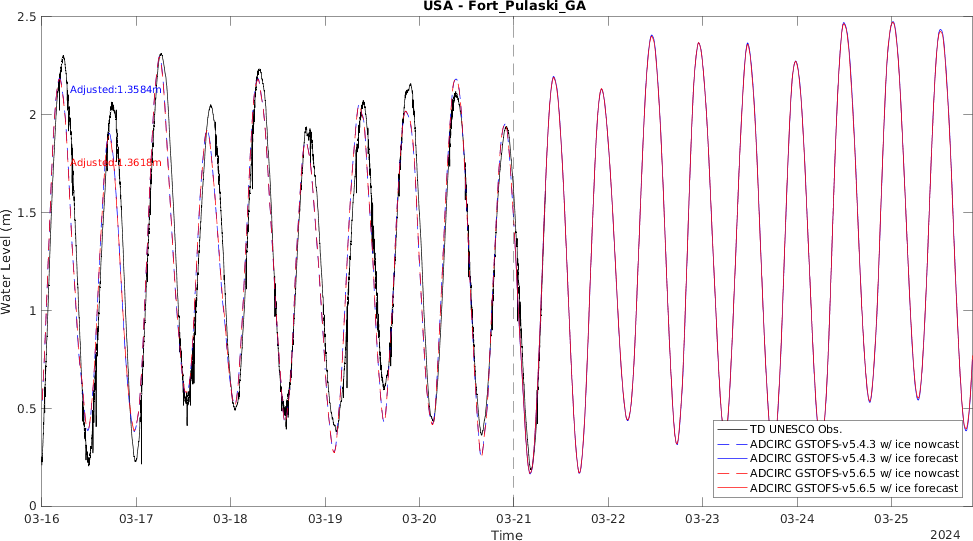 USA - Fort_Pulaski_GA
2.5
2
1.5
1
0.5
0
Water Level (m)
Adjusted:1.3584m
Adjusted:1.3618m
TD UNESCO Obs.
ADCIRC GSTOFS-v5.4.3 w/ ice nowcast
ADCIRC GSTOFS-v5.4.3 w/ ice forecast
ADCIRC GSTOFS-v5.6.5 w/ ice nowcast
ADCIRC GSTOFS-v5.6.5 w/ ice forecast
03-16 03-17 03-18 03-19 03-20 03-21 03-22 03-23 03-24 03-25
Time
2024